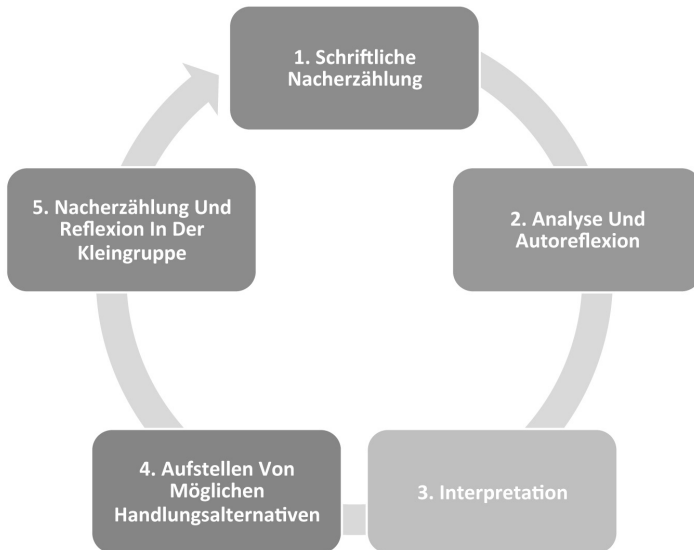 1. Schriftliche
Nacherzählung
2. Analyse Und
Autoreflexion
3. Interpretation
4. Aufstellen Von
Möglichen
Handlungsalternativen
5. Nacherzählung Und
Reflexion In Der
Kleingruppe